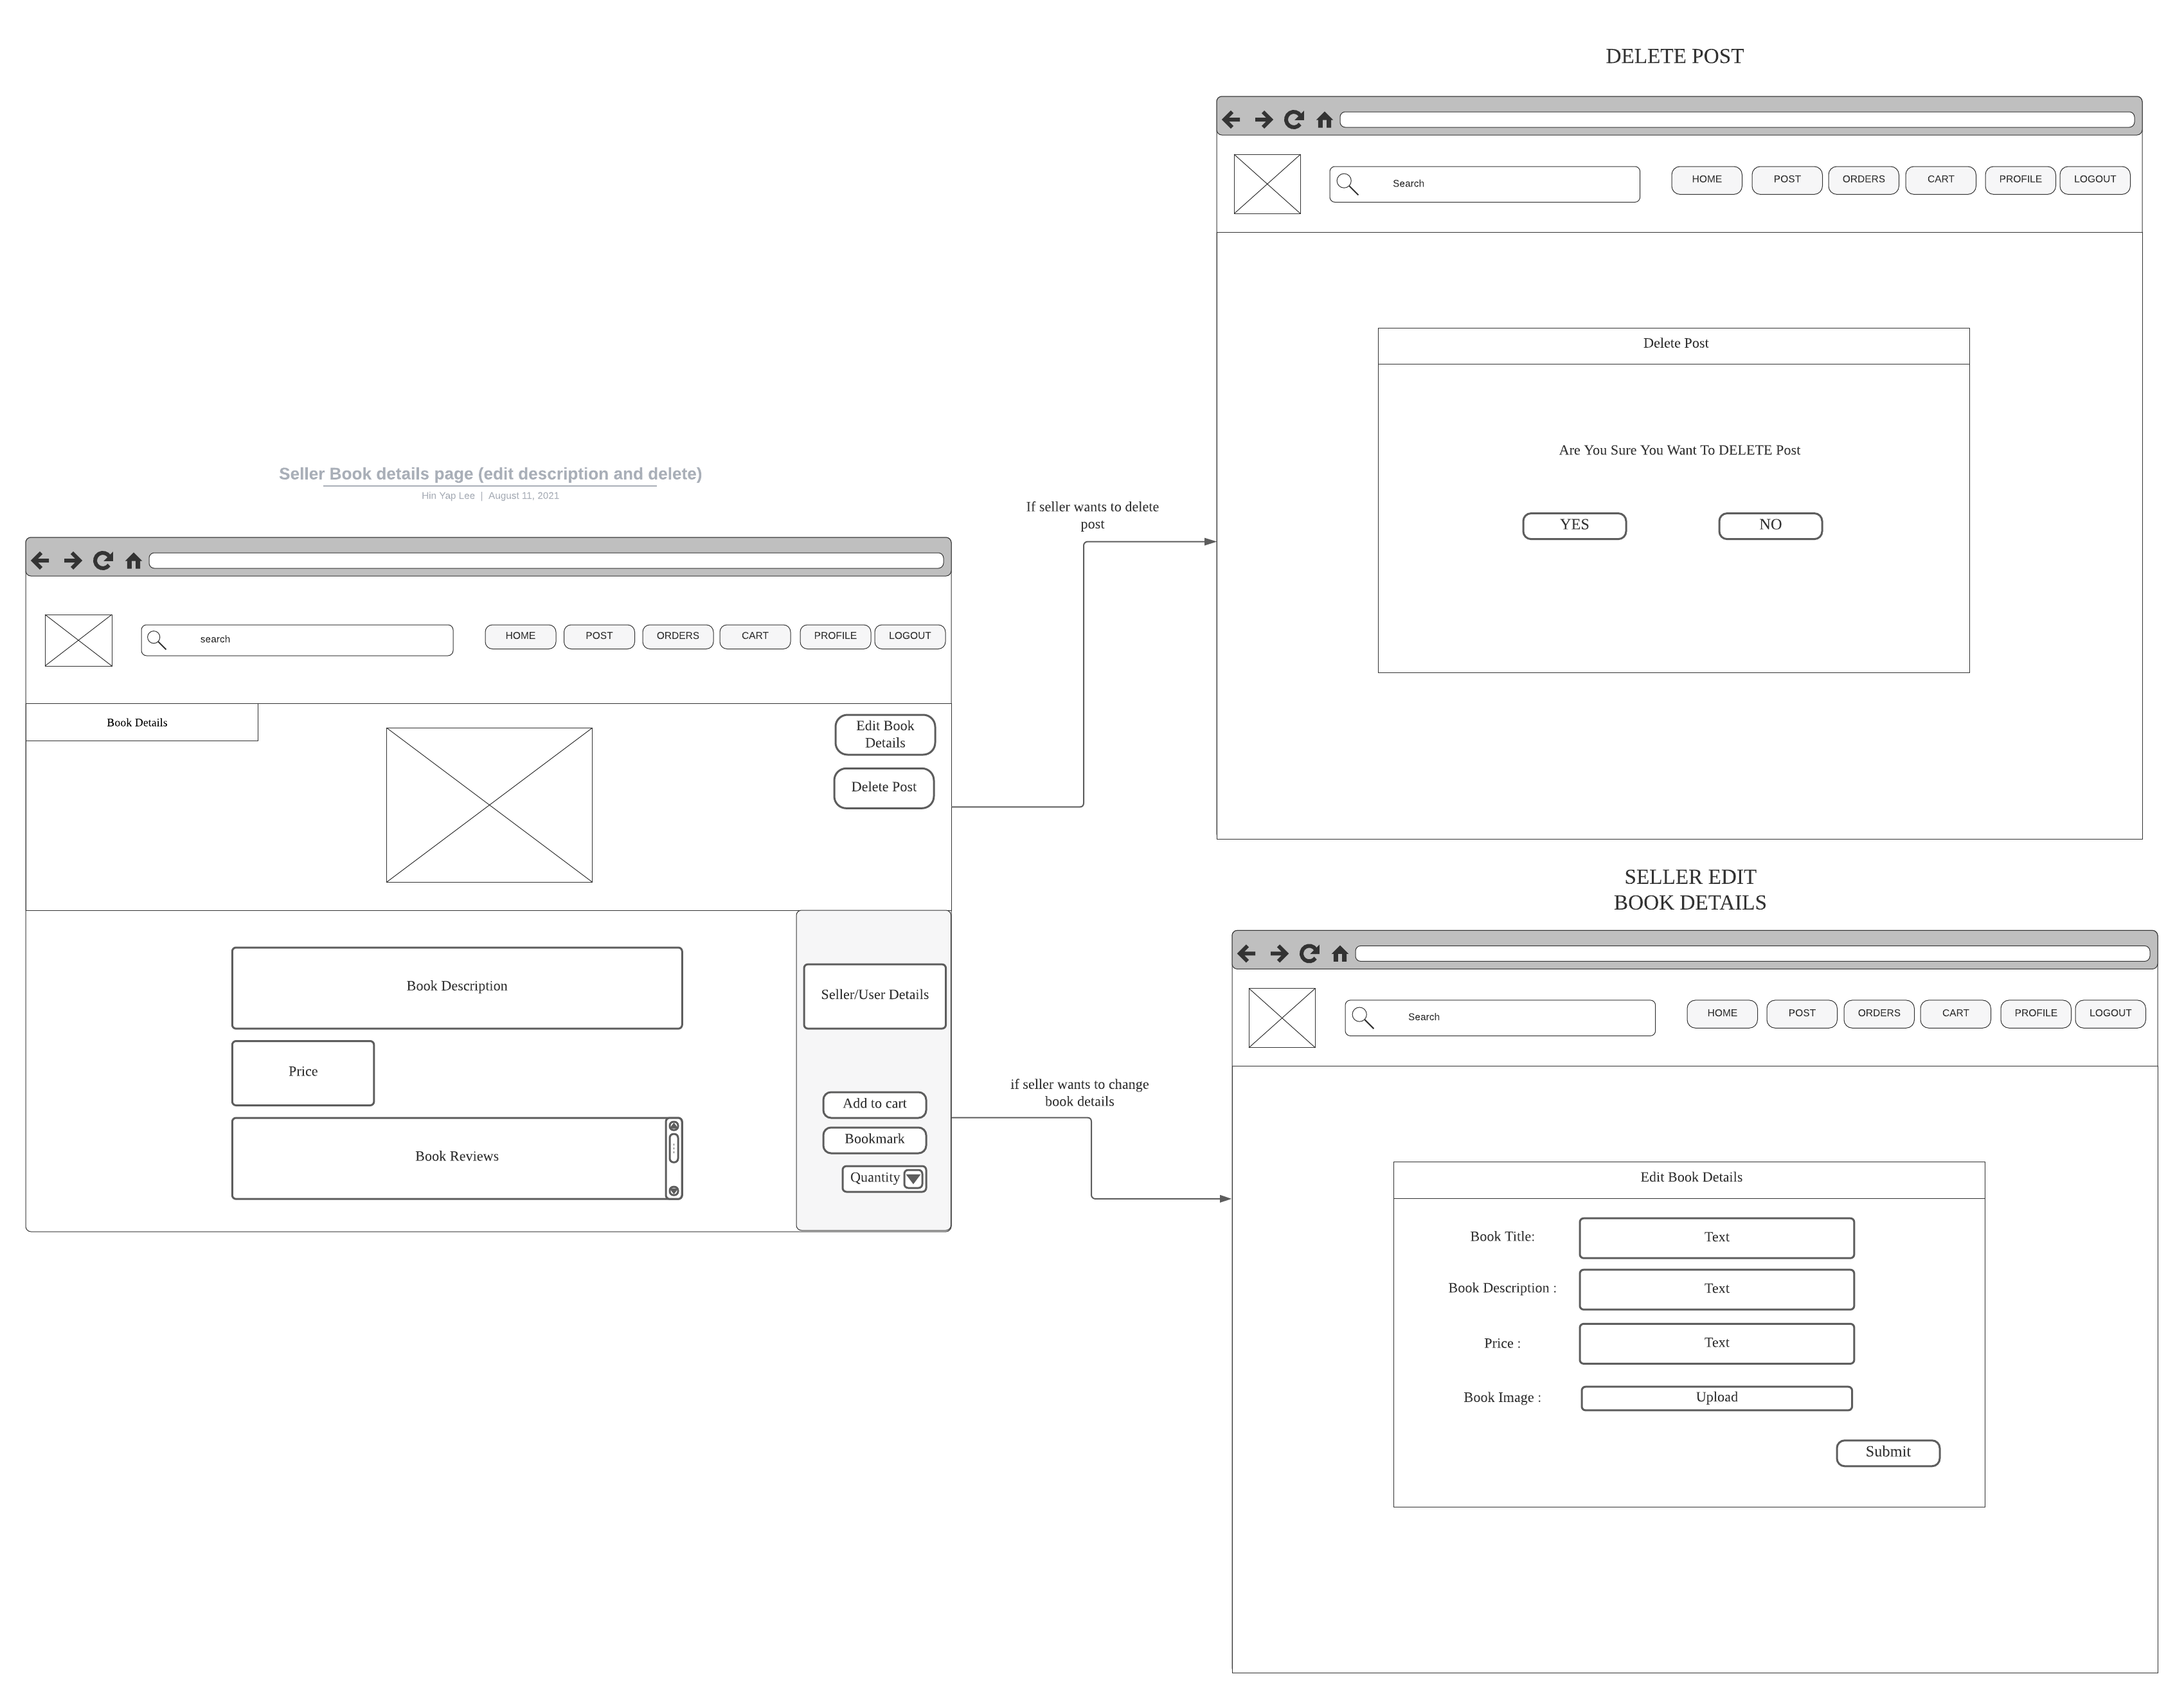 DELETE POST
Search
HOME
POST
ORDERS
CART
PROFILE
LOGOUT
Delete Post
Are You Sure You Want To DELETE Post
YES
NO
Seller Book details page (edit description and delete)
Hin Yap Lee | August 11, 2021
search
HOME
POST
ORDERS
CART
PROFILE
LOGOUT
Book Details
Edit Book
Details
Delete Post
Book Description
Seller/User Details
Price
Add to cart
Bookmark
Book Reviews
Quantity
If seller wants to delete
post
if seller wants to change
book details
SELLER EDIT
BOOK DETAILS
Search
HOME
POST
ORDERS
CART
PROFILE
LOGOUT
Edit Book Details
Book Title:
Text
Book Description :
Text
Price :
Text
Book Image :
Upload
Submit